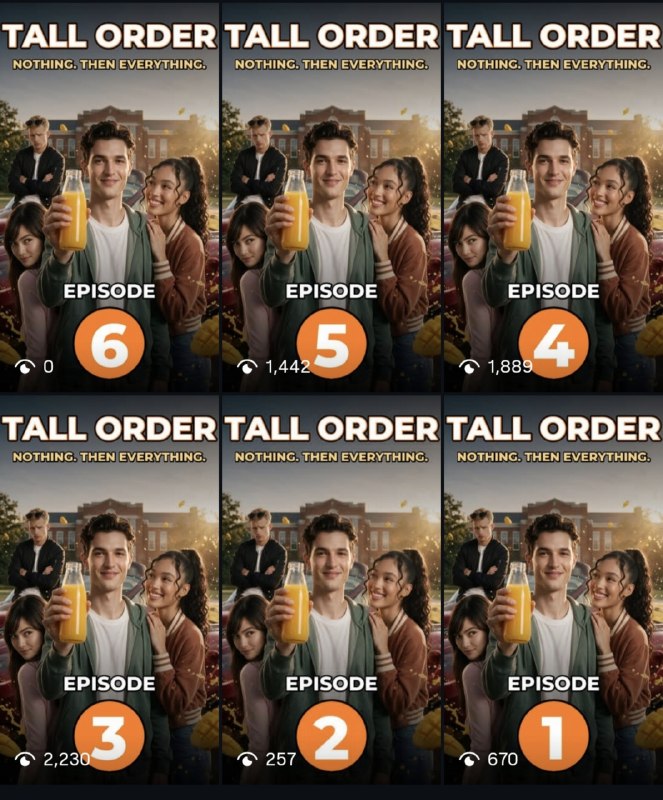 TALL ORDER
NOTHING. THEN EVERYTHING.
EPISODE
6
0
TALL ORDER
NOTHING. THEN EVERYTHING.
EPISODE
5
1,442
TALL ORDER
NOTHING. THEN EVERYTHING.
EPISODE
4
1,889
TALL ORDER
NOTHING. THEN EVERYTHING.
EPISODE
3
2,230
TALL ORDER
NOTHING. THEN EVERYTHING.
EPISODE
2
257
TALL ORDER
NOTHING. THEN EVERYTHING.
EPISODE
1
670